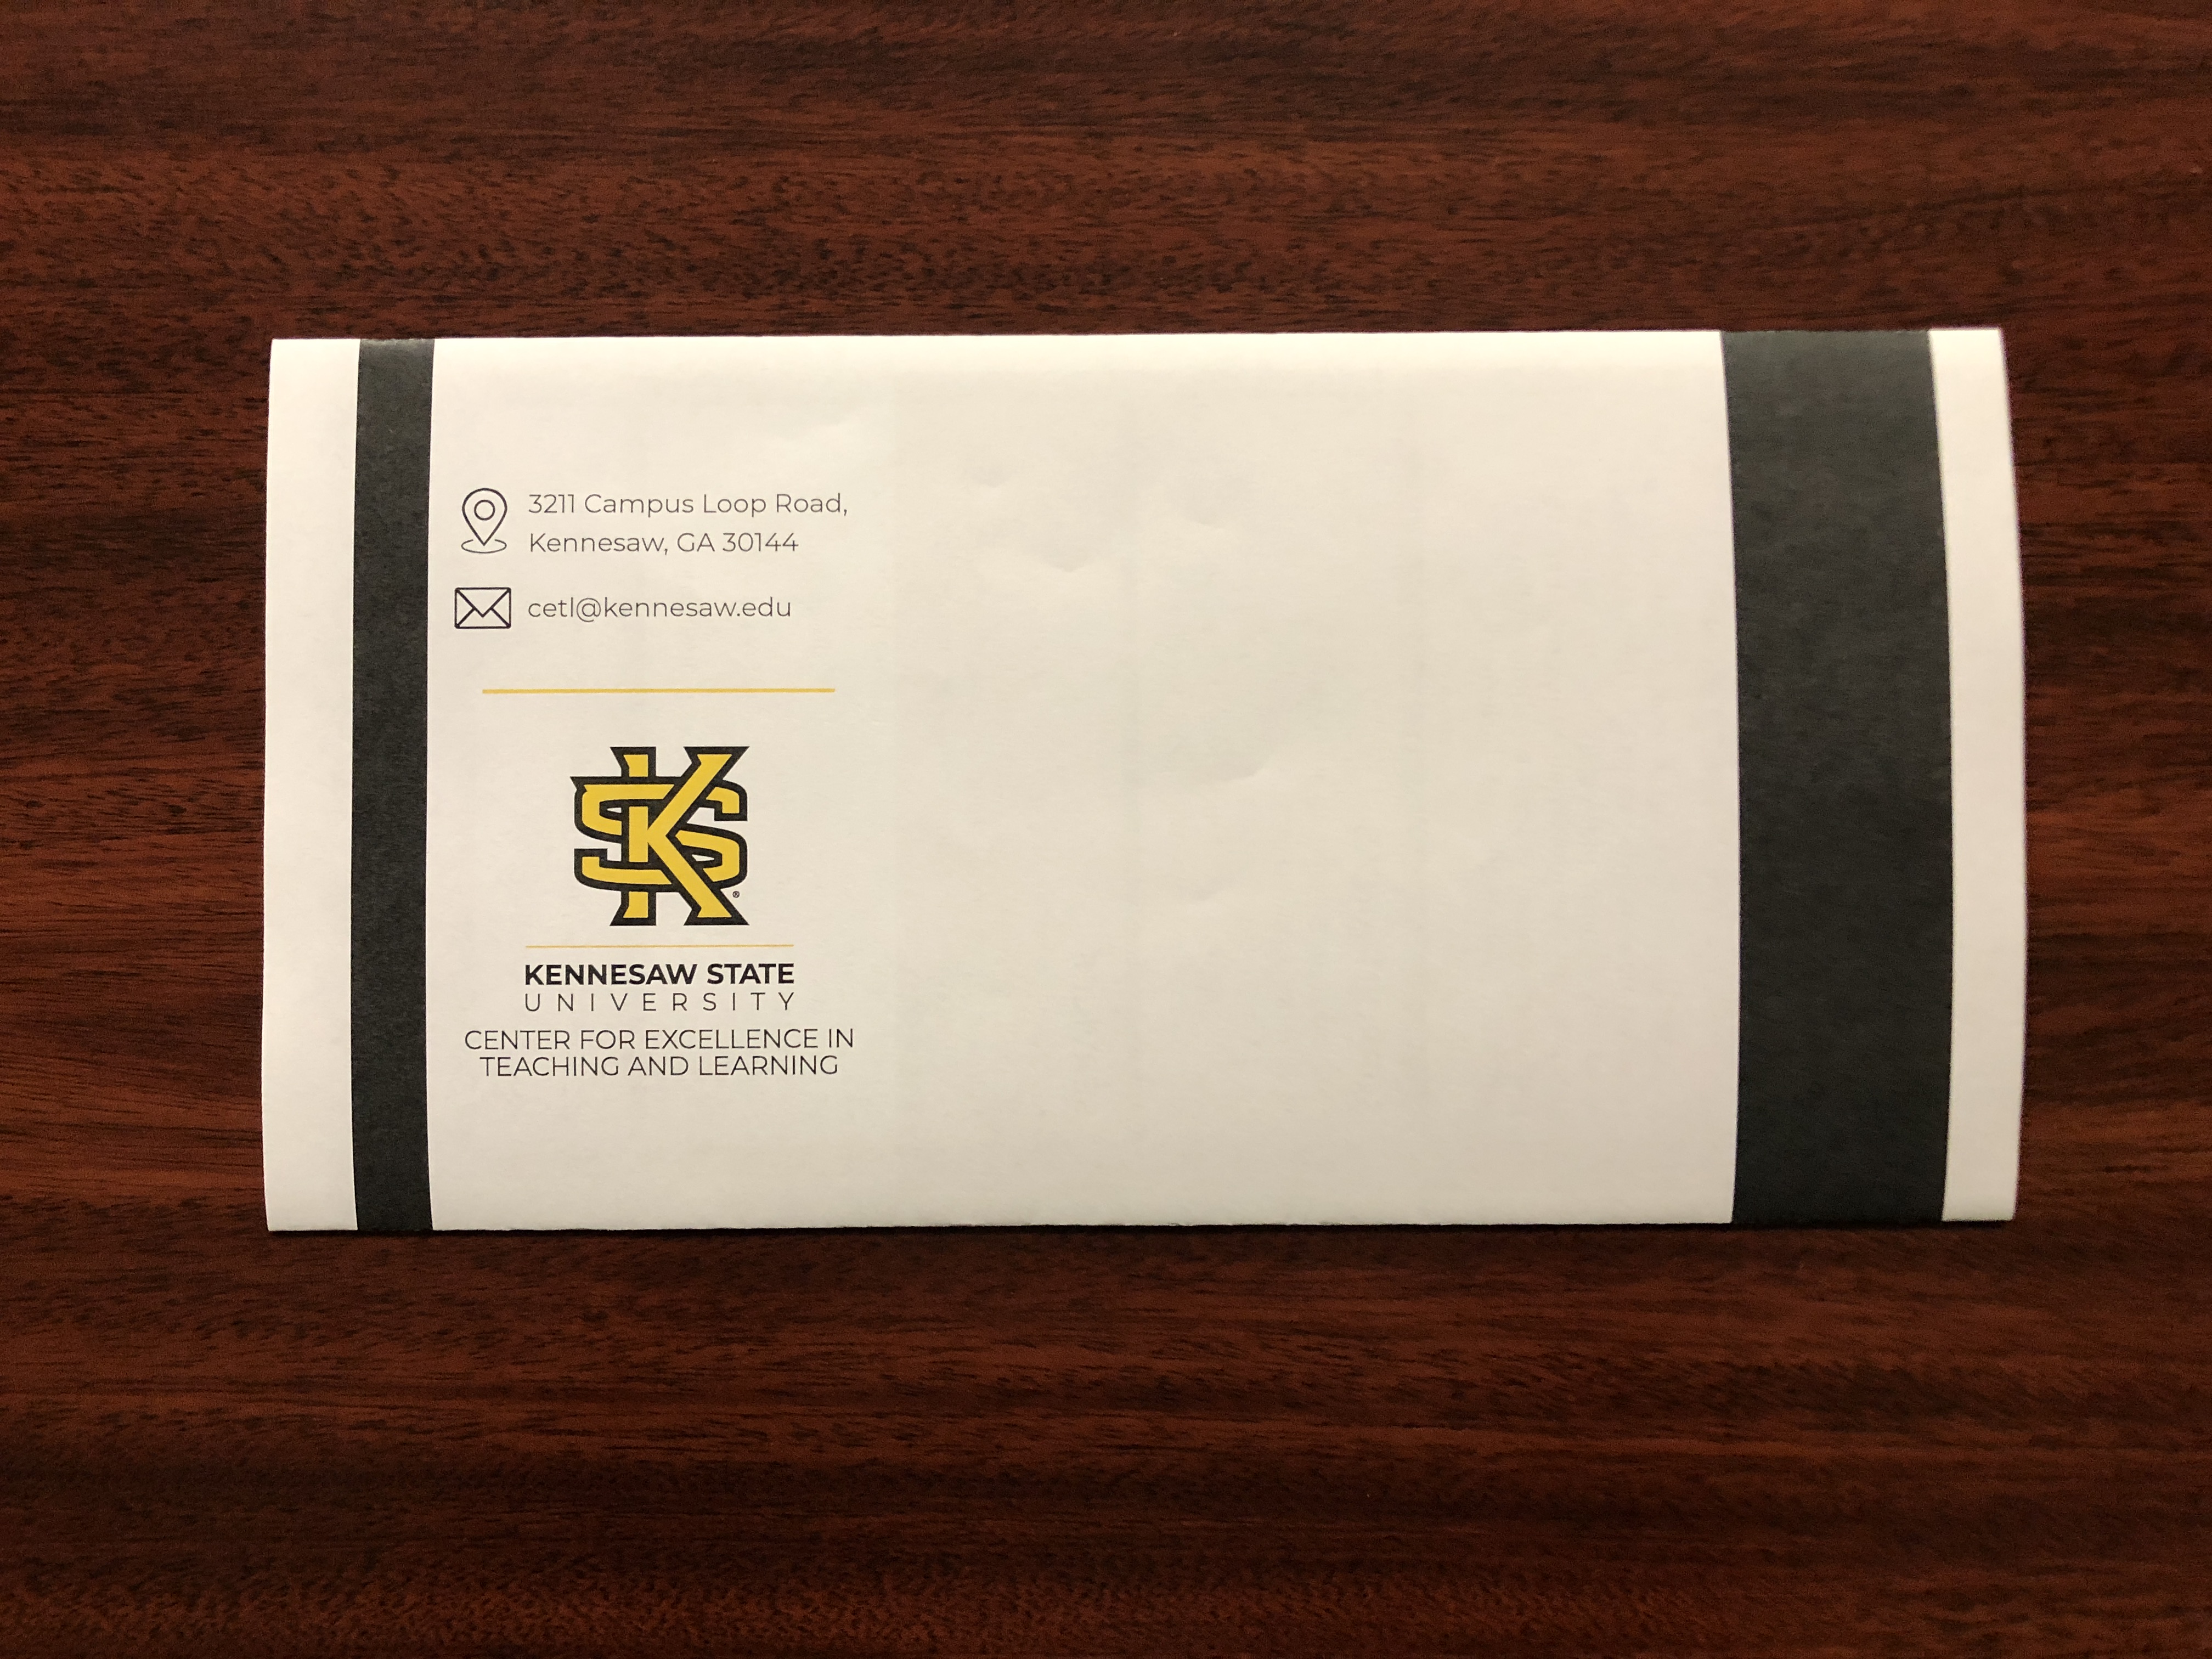 3211 Campus Loop Road,
Kennesaw, GA 30144
cetl@kennesaw.edu
KS
KENNESAW STATE
UNIVERSITY
CENTER FOR EXCELLENCE IN
TEACHING AND LEARNING